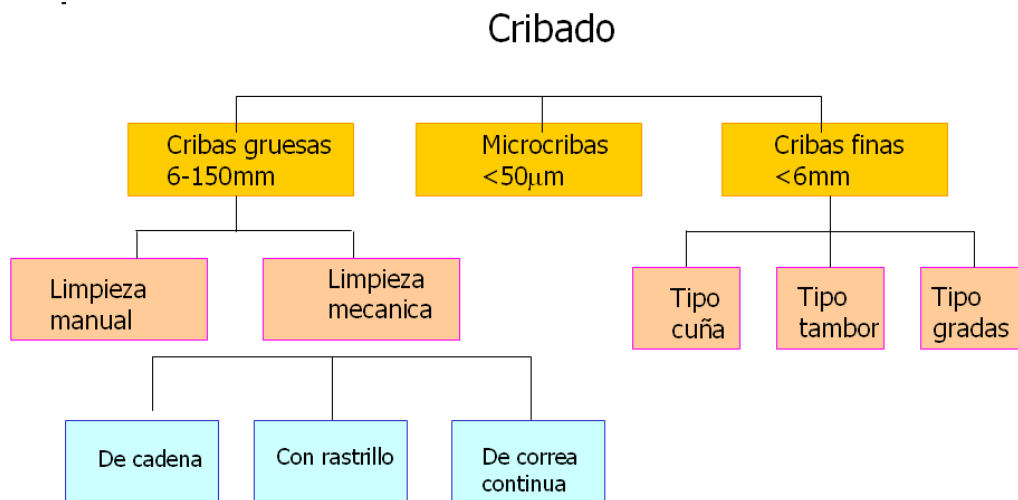 Cribado
Cribas gruesas
6-150mm
Microcribas
<50μm
Cribas finas
<6mm
Limpieza
manual
Limpieza
mecanica
Tipo
cuña
Tipo
tambor
Tipo
gradas
De cadena
Con rastrillo
De correa
continua